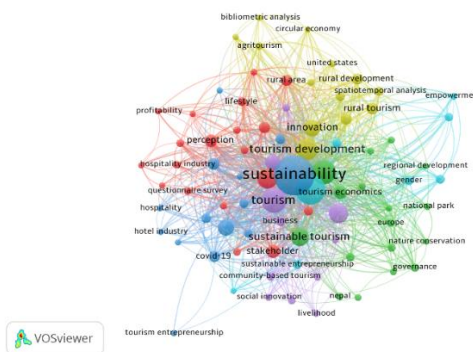 bibliometric analysis
circular economy
agritourism
united states
rural area
rural development
spatiotemporal analysis
empowerme
lifestyle
rural tourism
profitability
innovation
perception
tourism development
hospitality industry
regional development
sustainability
gender
questionnaire survey
tourism economics
tourism
national park
hospitality
business
europe
hotel industry
sustainable tourism
nature conservation
stakeholder
covid-19
sustainable entrepreneurship
governance
community-based tourism
social innovation
nepal
livelihood
tourism entrepreneurship
VOSviewer